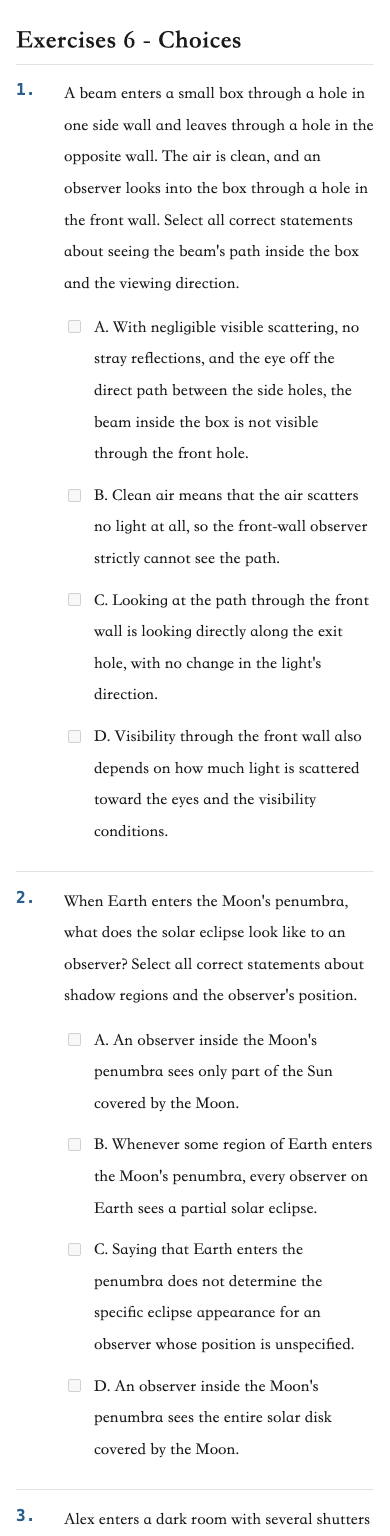 Exercises 6 - Choices
1.
A beam enters a small box through a hole in
one side wall and leaves through a hole in the
opposite wall. The air is clean, and an
observer looks into the box through a hole in
the front wall. Select all correct statements
about seeing the beam's path inside the box
and the viewing direction.
A. With negligible visible scattering, no
stray reflections, and the eye off the
direct path between the side holes, the
beam inside the box is not visible
through the front hole.
B. Clean air means that the air scatters
no light at all, so the front-wall observer
strictly cannot see the path.
C. Looking at the path through the front
wall is looking directly along the exit
hole, with no change in the light's
direction.
D. Visibility through the front wall also
depends on how much light is scattered
toward the eyes and the visibility
conditions.
2.
When Earth enters the Moon's penumbra,
what does the solar eclipse look like to an
observer? Select all correct statements about
shadow regions and the observer's position.
A. An observer inside the Moon's
penumbra sees only part of the Sun
covered by the Moon.
B. Whenever some region of Earth enters
the Moon's penumbra, every observer on
Earth sees a partial solar eclipse.
C. Saying that Earth enters the
penumbra does not determine the
specific eclipse appearance for an
observer whose position is unspecified.
D. An observer inside the Moon's
penumbra sees the entire solar disk
covered by the Moon.
3.
Alex enters a dark room with several shutters